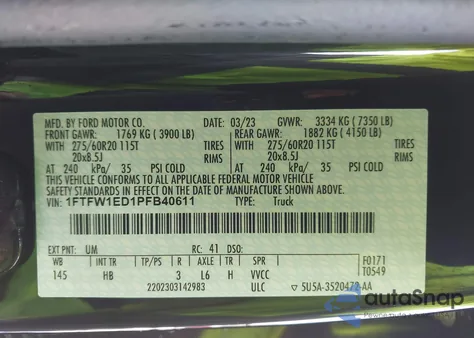 MFD. BY FORD MOTOR CO. 03/23 GVWR: 3334 KG ( 7350 LB)
FRONT GAWR: 1769 KG ( 3900 LB) REAR GAWR: 1882 KG ( 4150 LB)
WITH 275/60R20 115T TIRES WITH 275/60R20 115T TIRES
20x8.5J RIMS 20x8.5J RIMS
AT 240 kPa/ 35 PSI COLD AT 240 kPa/ 35 PSI COLD
THIS VEHICLE CONFORMS TO ALL APPLICABLE FEDERAL MOTOR VEHICLE
SAFETY STANDARDS IN EFFECT ON THE DATE OF MANUFACTURE SHOWN ABOVE.
VIN: 1FTFW1ED1PFB40611 TYPE: Truck
EXT PNT: UM RC: 41 DSO: F0171
WB INT TR TP/PS R AXLE TR SPR T0549
145 HB 3 L6 H VVCC
2202303142983 ULC 5U5A-3520472-AA
autoSnap